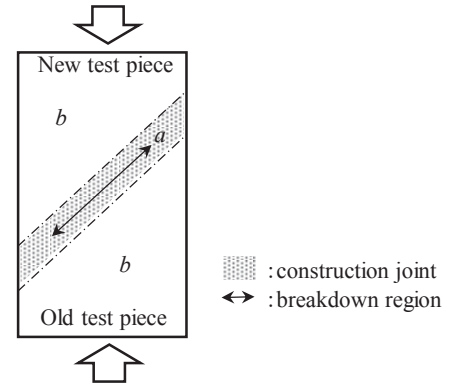 New test piece
b
a
b
Old test piece
: construction joint
: breakdown region